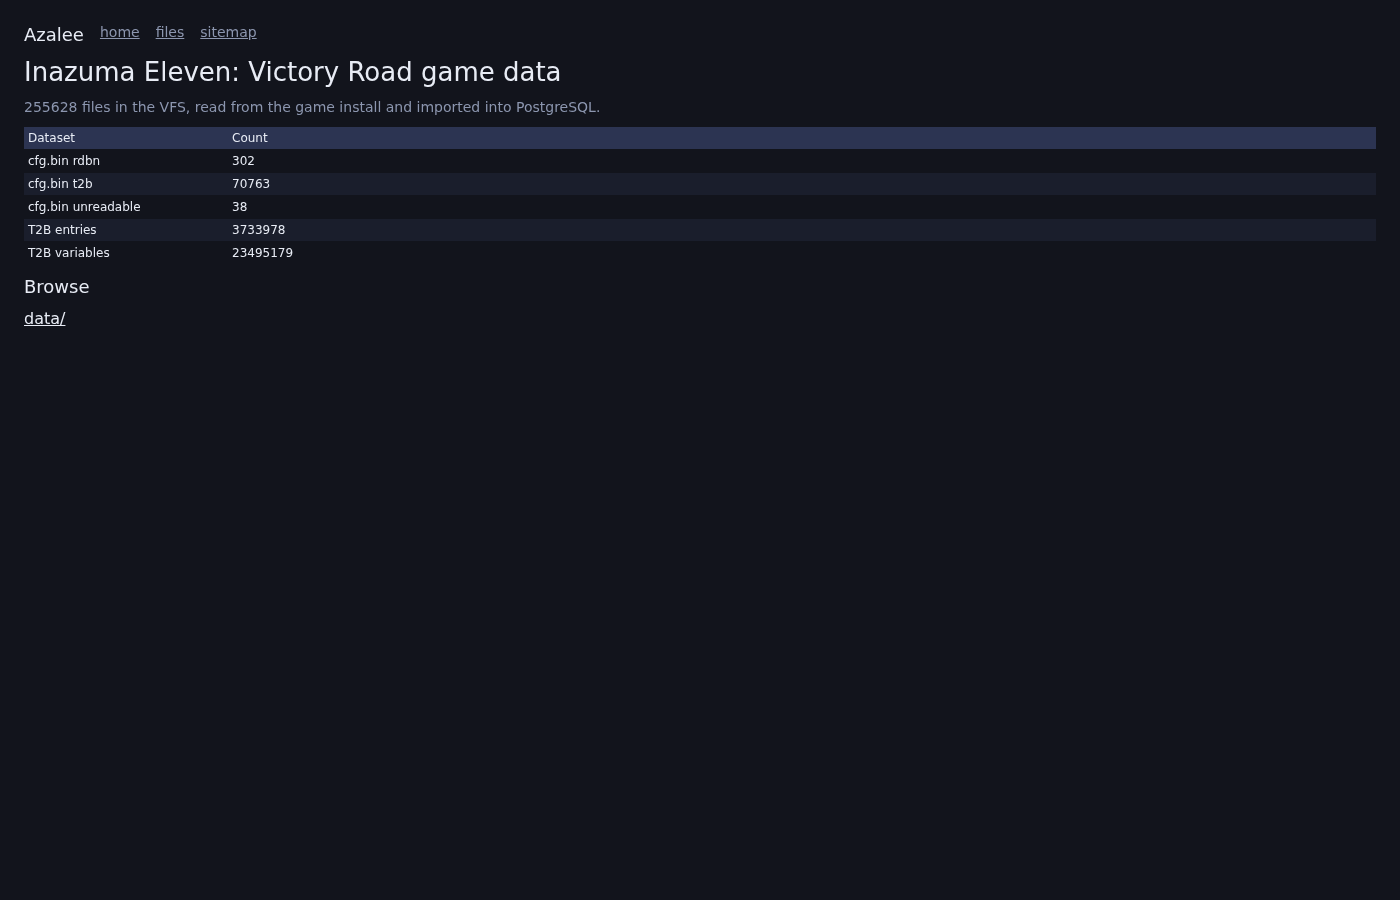 Azalee home files sitemap
Inazuma Eleven: Victory Road game data
255628 files in the VFS, read from the game install and imported into PostgreSQL.
Dataset Count
cfg.bin rdbn 302
cfg.bin t2b 70763
cfg.bin unreadable 38
T2B entries 3733978
T2B variables 23495179
Browse
data/